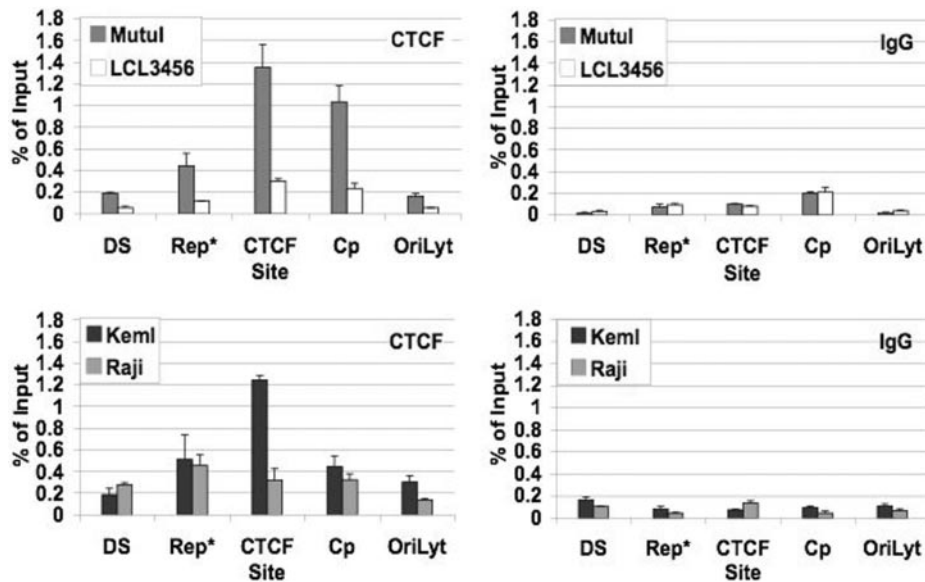 1.8
1.6
1.4
1.2
1
0.8
0.6
0.4
0.2
0
% of Input
MutuI
LCL3456
CTCF
DS Rep* CTCF Cp OriLyt
Site
1.8
1.6
1.4
1.2
1
0.8
0.6
0.4
0.2
0
% of Input
MutuI
LCL3456
IgG
DS Rep* CTCF Cp OriLyt
Site
1.8
1.6
1.4
1.2
1
0.8
0.6
0.4
0.2
0
% of Input
KemI
Raji
CTCF
DS Rep* CTCF Cp OriLyt
Site
1.8
1.6
1.4
1.2
1
0.8
0.6
0.4
0.2
0
% of Input
KemI
Raji
IgG
DS Rep* CTCF Cp OriLyt
Site